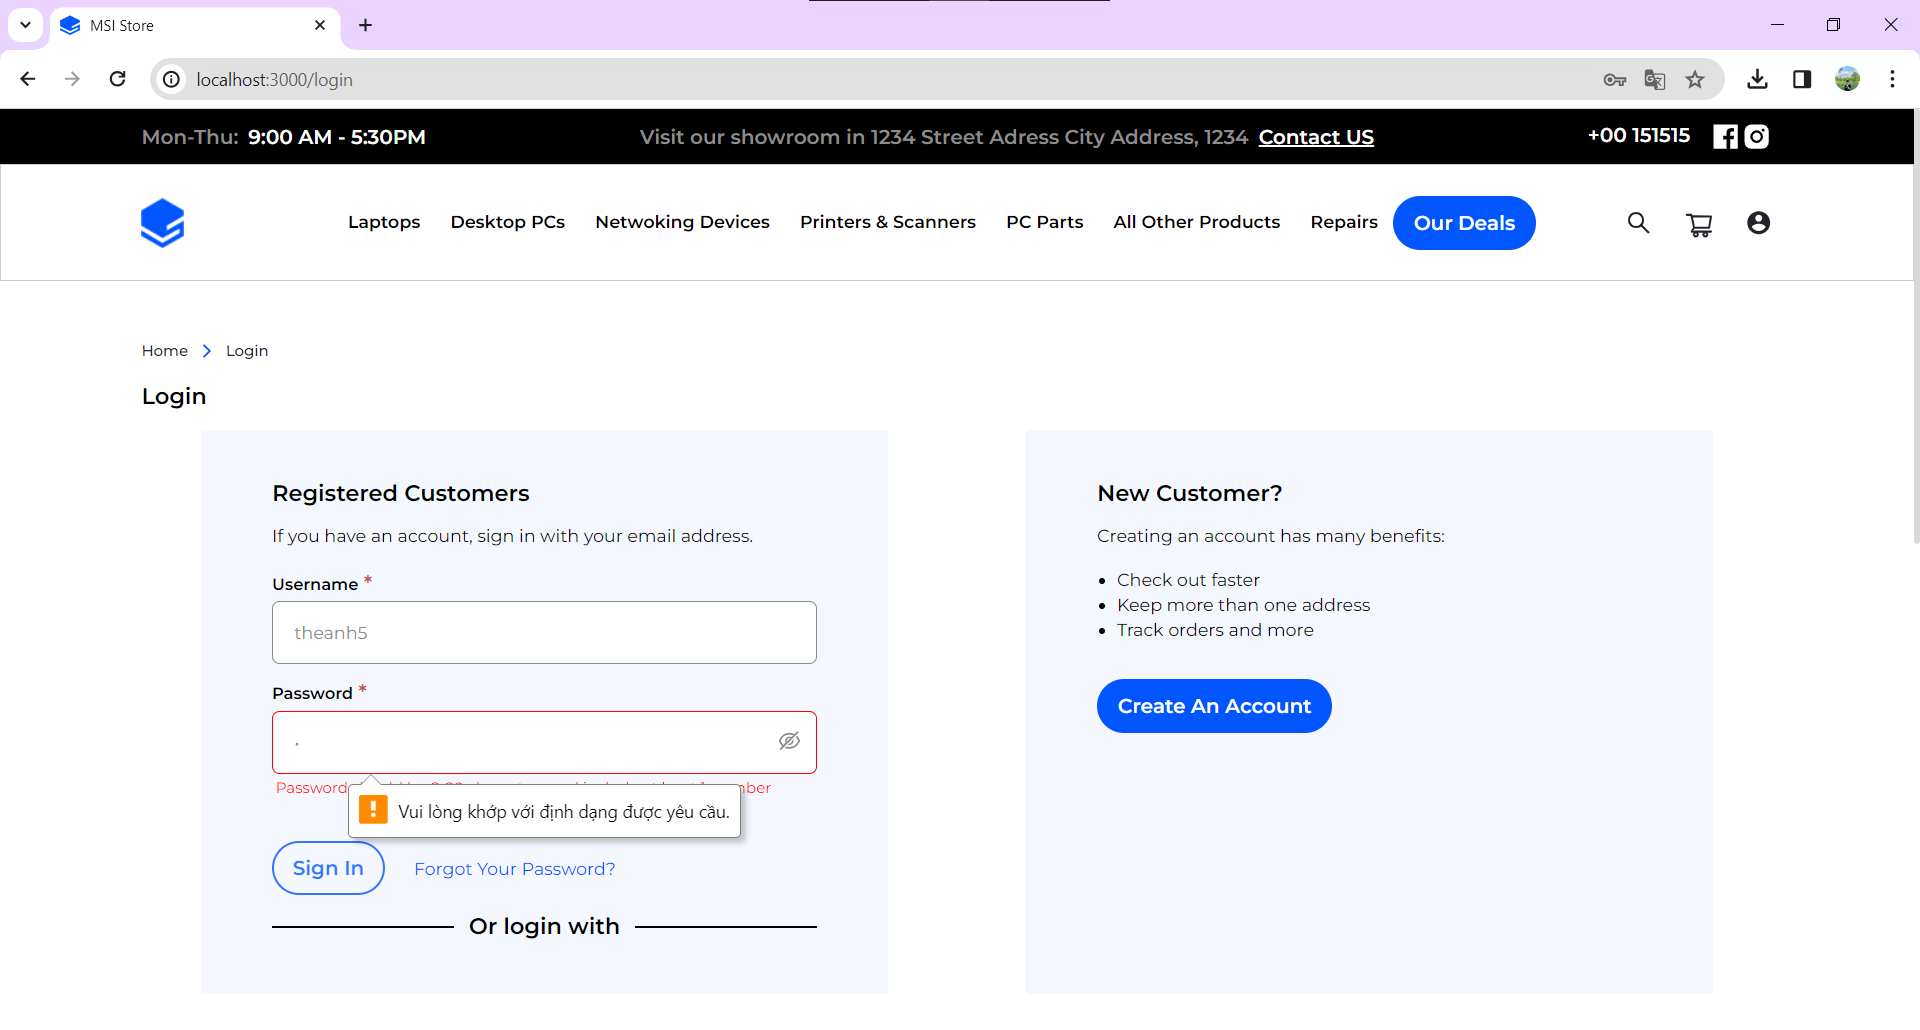 MSI Store
localhost:3000/login
Mon-Thu: 9:00 AM - 5:30PM
Visit our showroom in 1234 Street Adress City Address, 1234 Contact US
+00 151515
Laptops Desktop PCs Netwoking Devices Printers & Scanners PC Parts All Other Products Repairs Our Deals
Home Login
Login
Registered Customers
If you have an account, sign in with your email address.
Username *
theanh5
Password *
Password
Vui lòng khớp với định dạng được yêu cầu.
Sign In Forgot Your Password?
Or login with
New Customer?
Creating an account has many benefits:
• Check out faster
• Keep more than one address
• Track orders and more
Create An Account